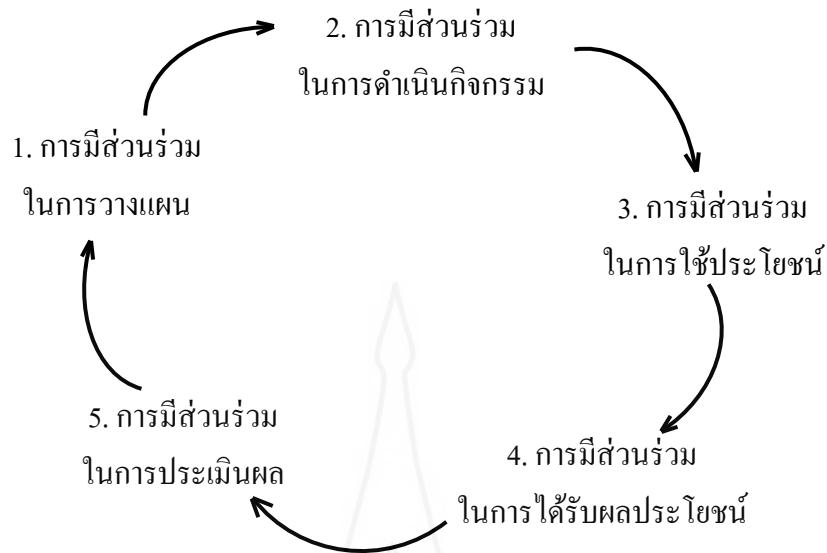 1. การมีส่วนร่วม
ในการวางแผน
2. การมีส่วนร่วม
ในการดำเนินกิจกรรม
3. การมีส่วนร่วม
ในการใช้ประโยชน์
4. การมีส่วนร่วม
ในการได้รับผลประโยชน์
5. การมีส่วนร่วม
ในการประเมินผล